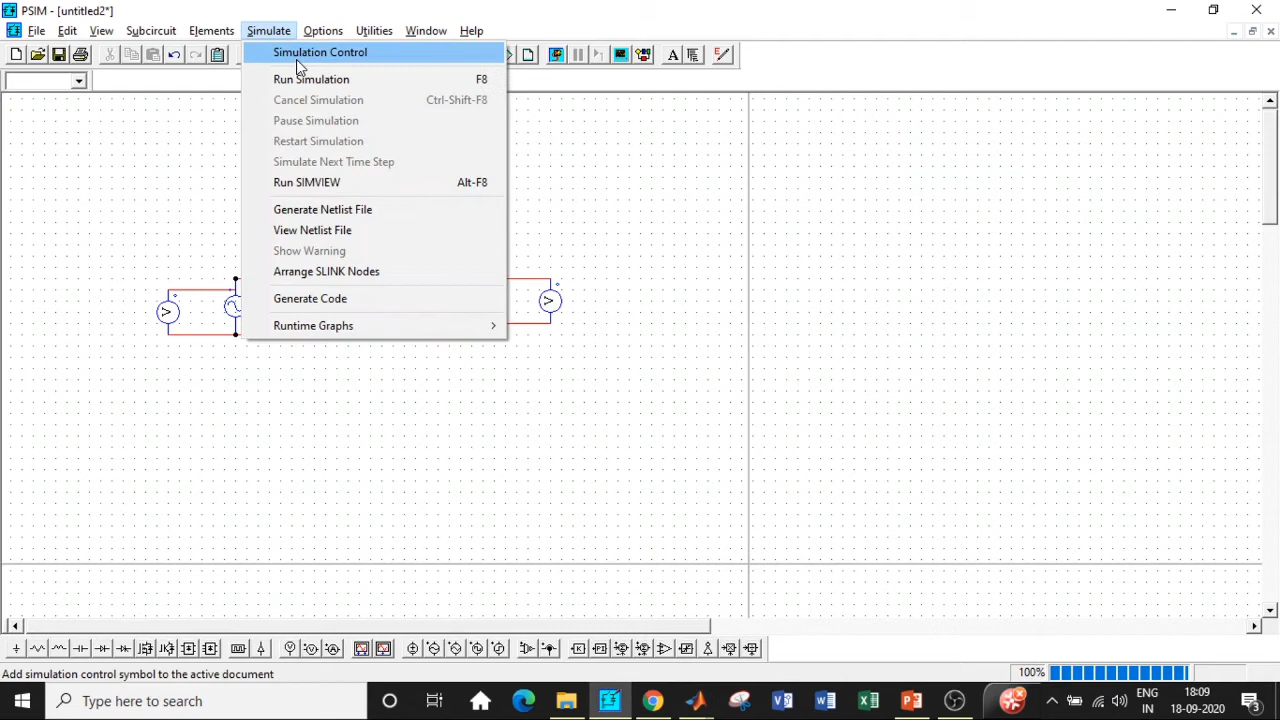 PSIM - [untitled2*]
File Edit View Subcircuit Elements Simulate Options Utilities Window Help
Simulation Control
Run Simulation F8
Cancel Simulation Ctrl-Shift-F8
Pause Simulation
Restart Simulation
Simulate Next Time Step
Run SIMVIEW Alt-F8
Generate Netlist File
View Netlist File
Show Warning
Arrange SLINK Nodes
Generate Code
Runtime Graphs
Add simulation control symbol to the active document 100%
Type here to search
ENG 18:09
IN 18-09-2020 3